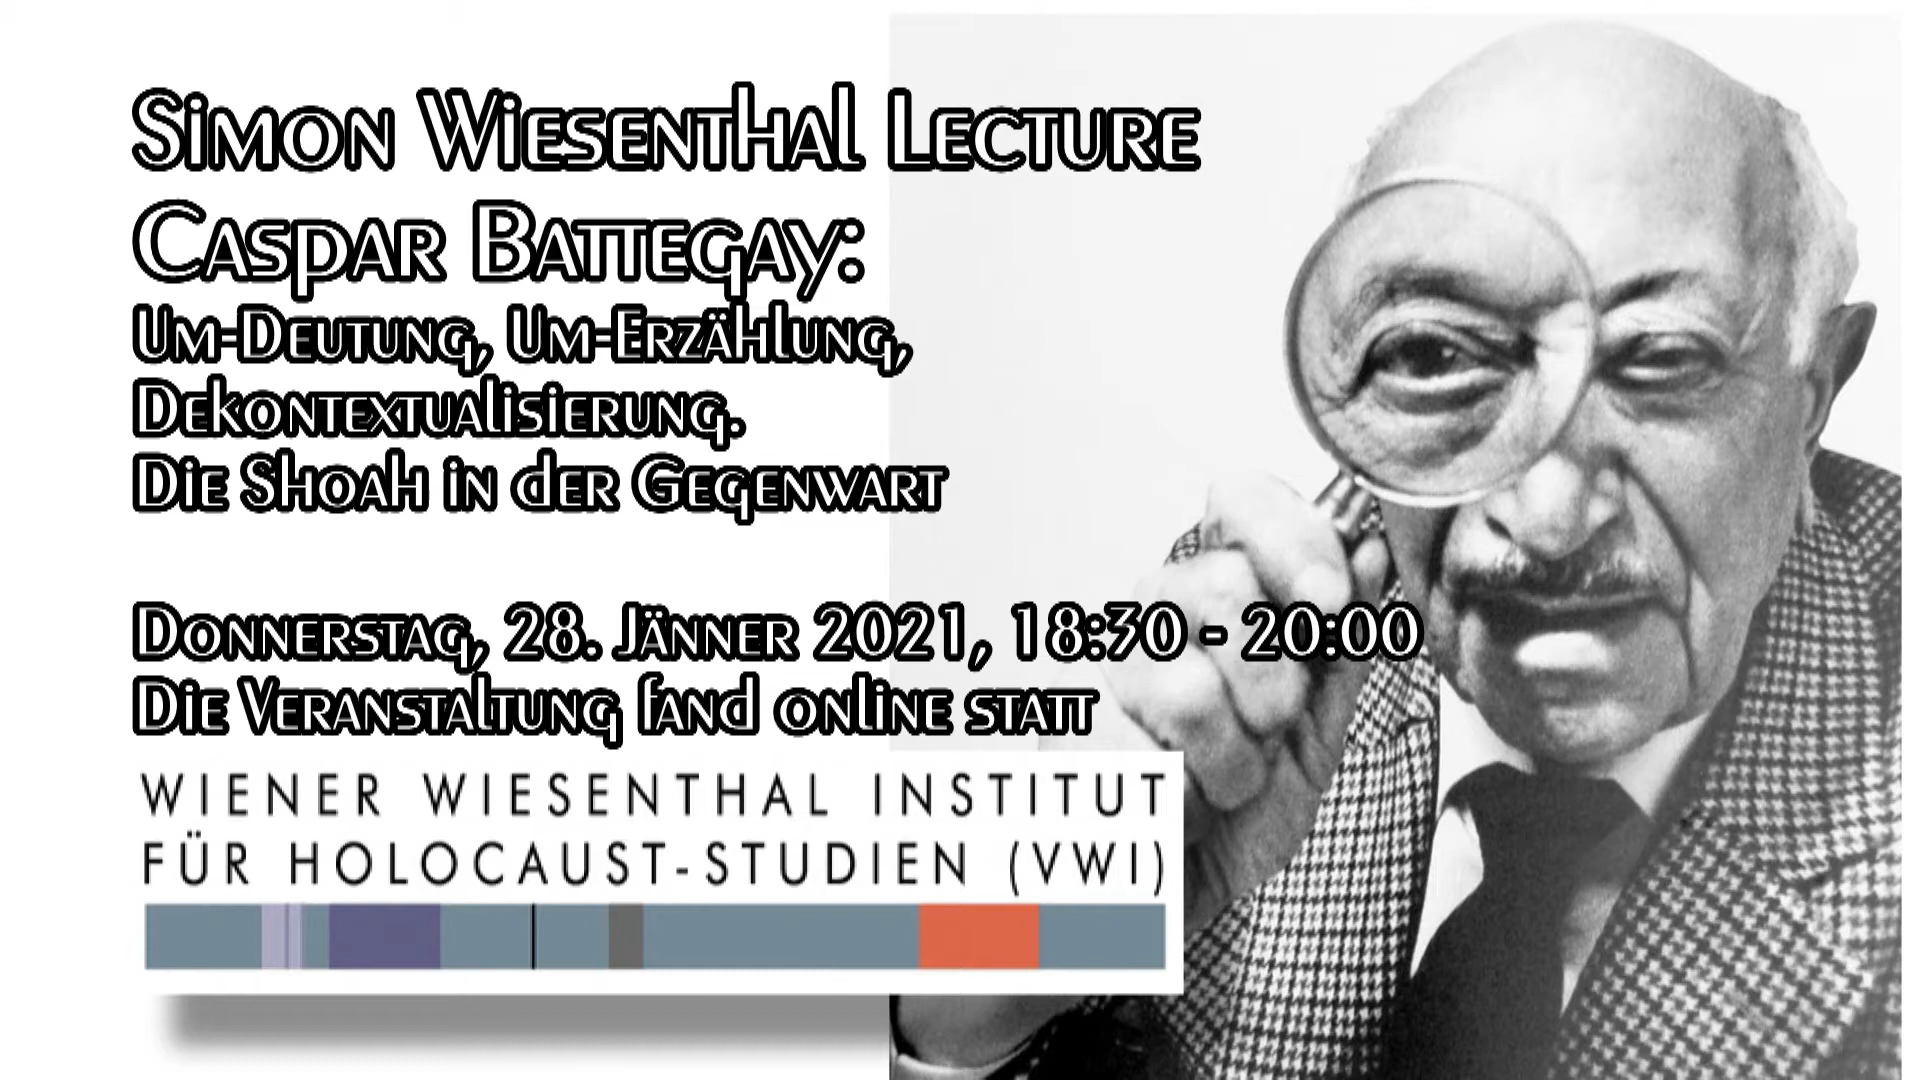 Simon Wiesenthal Lecture
Caspar Battegay:
Um-Deutung, Um-Erzählung,
Dekontextualisierung.
Die Shoah in der Gegenwart
Donnerstag, 28. Jänner 2021, 18:30 - 20:00
Die Veranstaltung fand online statt
WIENER WIESENTHAL INSTITUT
FÜR HOLOCAUST-STUDIEN (VWI)